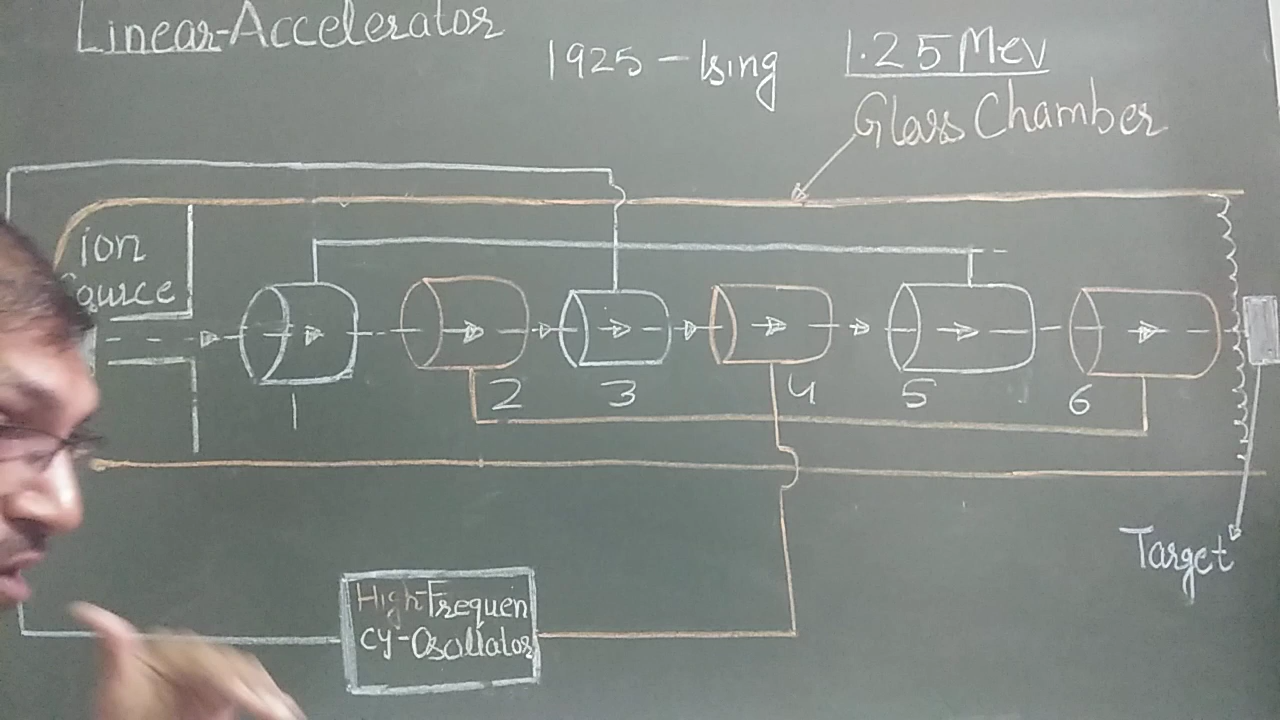 Linear-Accelerator
1925-Ising
1.25 Mev
Glass Chamber
ion
Source
1
2
3
4
5
6
Target
High-Frequen
cy-Oscillator